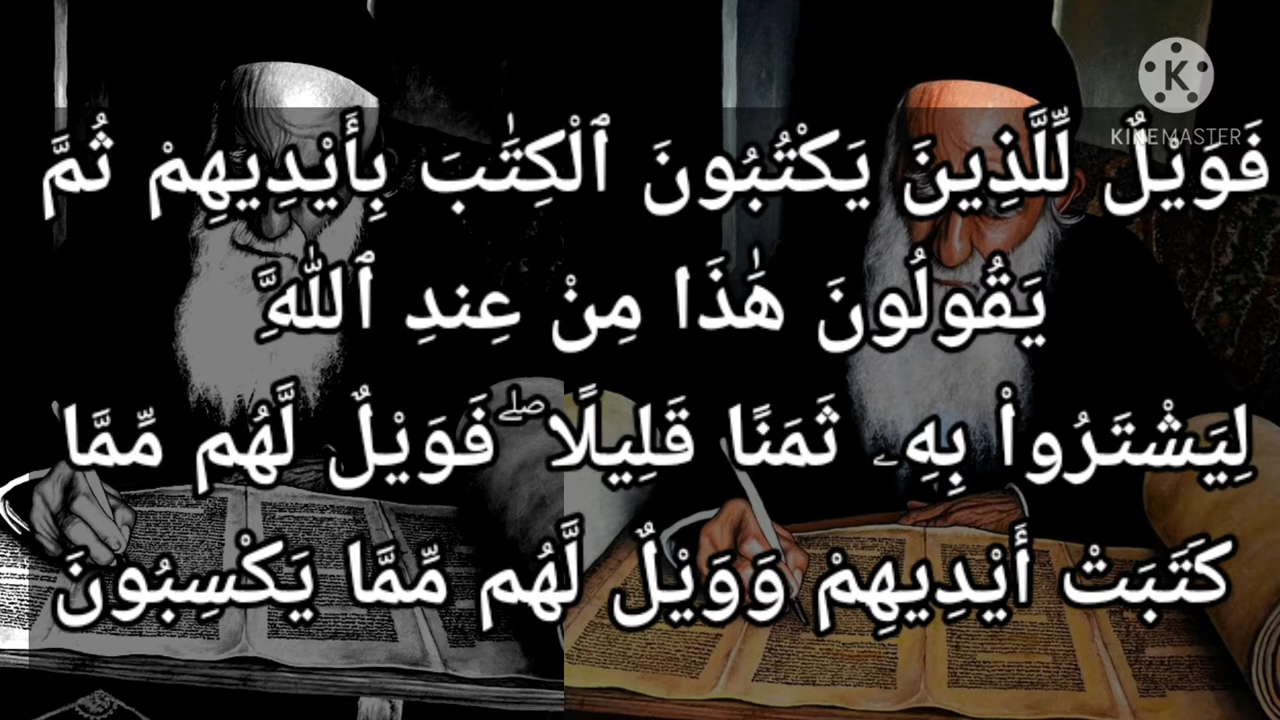 KINEMASTER
فَوَيْلٌ لِّلَّذِينَ يَكْتُبُونَ ٱلْكِتَٰبَ بِأَيْدِيهِمْ ثُمَّ
يَقُولُونَ هَٰذَا مِنْ عِندِ ٱللَّهِ
لِيَشْتَرُوا۟ بِهِۦ ثَمَنًا قَلِيلًا ۖ فَوَيْلٌ لَّهُم مِّمَّا
كَتَبَتْ أَيْدِيهِمْ وَوَيْلٌ لَّهُم مِّمَّا يَكْسِبُونَ